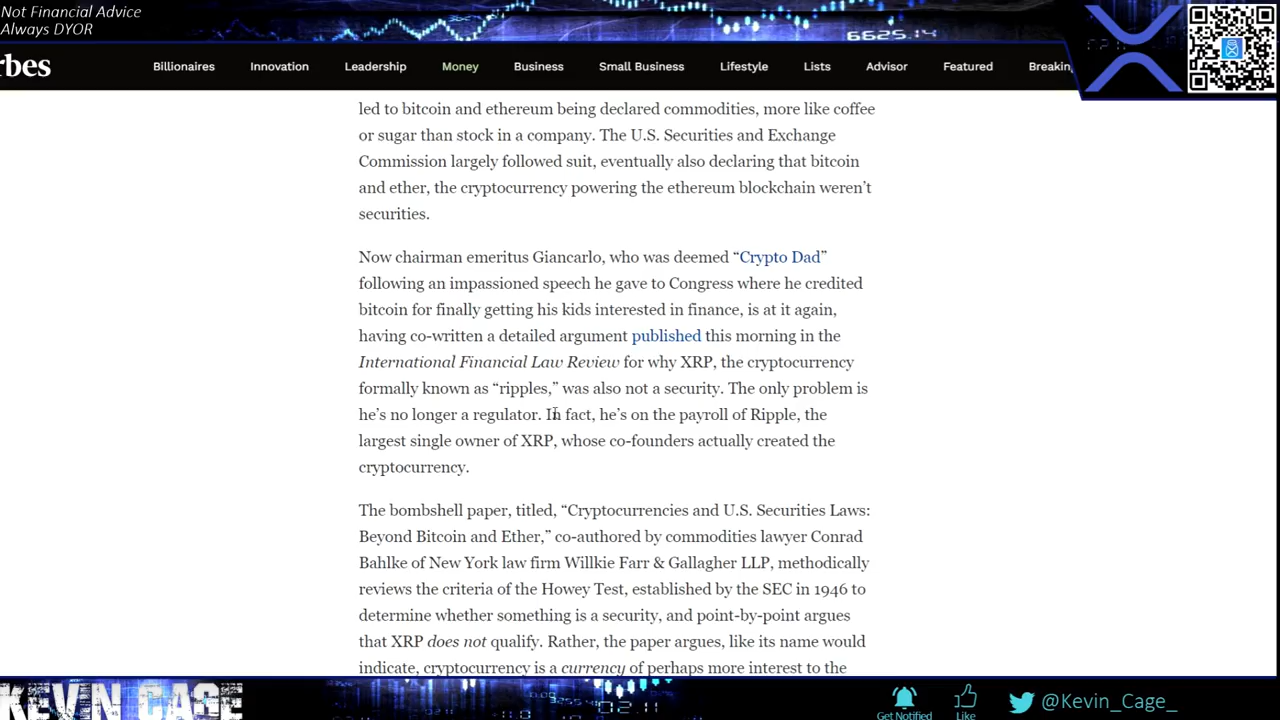 Not Financial Advice
Always DYOR
6625.14
rbes
Billionaires Innovation Leadership Money Business Small Business Lifestyle Lists Advisor Featured Breakin
led to bitcoin and ethereum being declared commodities, more like coffee
or sugar than stock in a company. The U.S. Securities and Exchange
Commission largely followed suit, eventually also declaring that bitcoin
and ether, the cryptocurrency powering the ethereum blockchain weren’t
securities.
Now chairman emeritus Giancarlo, who was deemed “Crypto Dad”
following an impassioned speech he gave to Congress where he credited
bitcoin for finally getting his kids interested in finance, is at it again,
having co-written a detailed argument published this morning in the
International Financial Law Review for why XRP, the cryptocurrency
formally known as “ripples,” was also not a security. The only problem is
he’s no longer a regulator. In fact, he’s on the payroll of Ripple, the
largest single owner of XRP, whose co-founders actually created the
cryptocurrency.
The bombshell paper, titled, “Cryptocurrencies and U.S. Securities Laws:
Beyond Bitcoin and Ether,” co-authored by commodities lawyer Conrad
Bahlke of New York law firm Willkie Farr & Gallagher LLP, methodically
reviews the criteria of the Howey Test, established by the SEC in 1946 to
determine whether something is a security, and point-by-point argues
that XRP does not qualify. Rather, the paper argues, like its name would
indicate, cryptocurrency is a currency of perhaps more interest to the
KEVIN CAGE
Get Notified
Like
@Kevin_Cage_